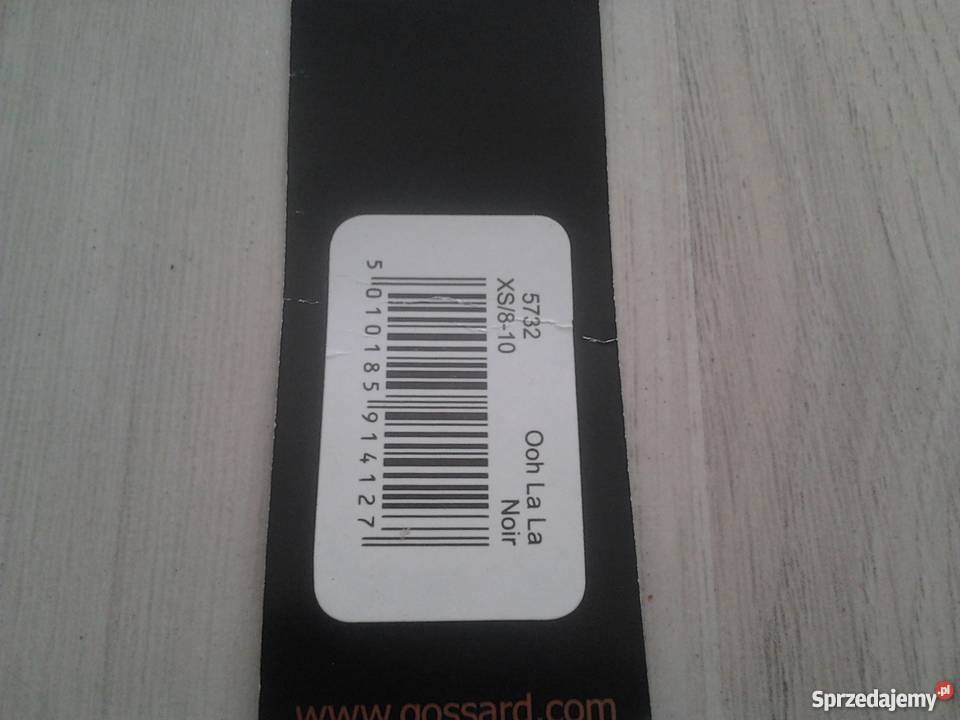 5732 Ooh La La
XS/8-10 Noir
5 010185 914127
www.gossard.com
Sprzedajemy.pl